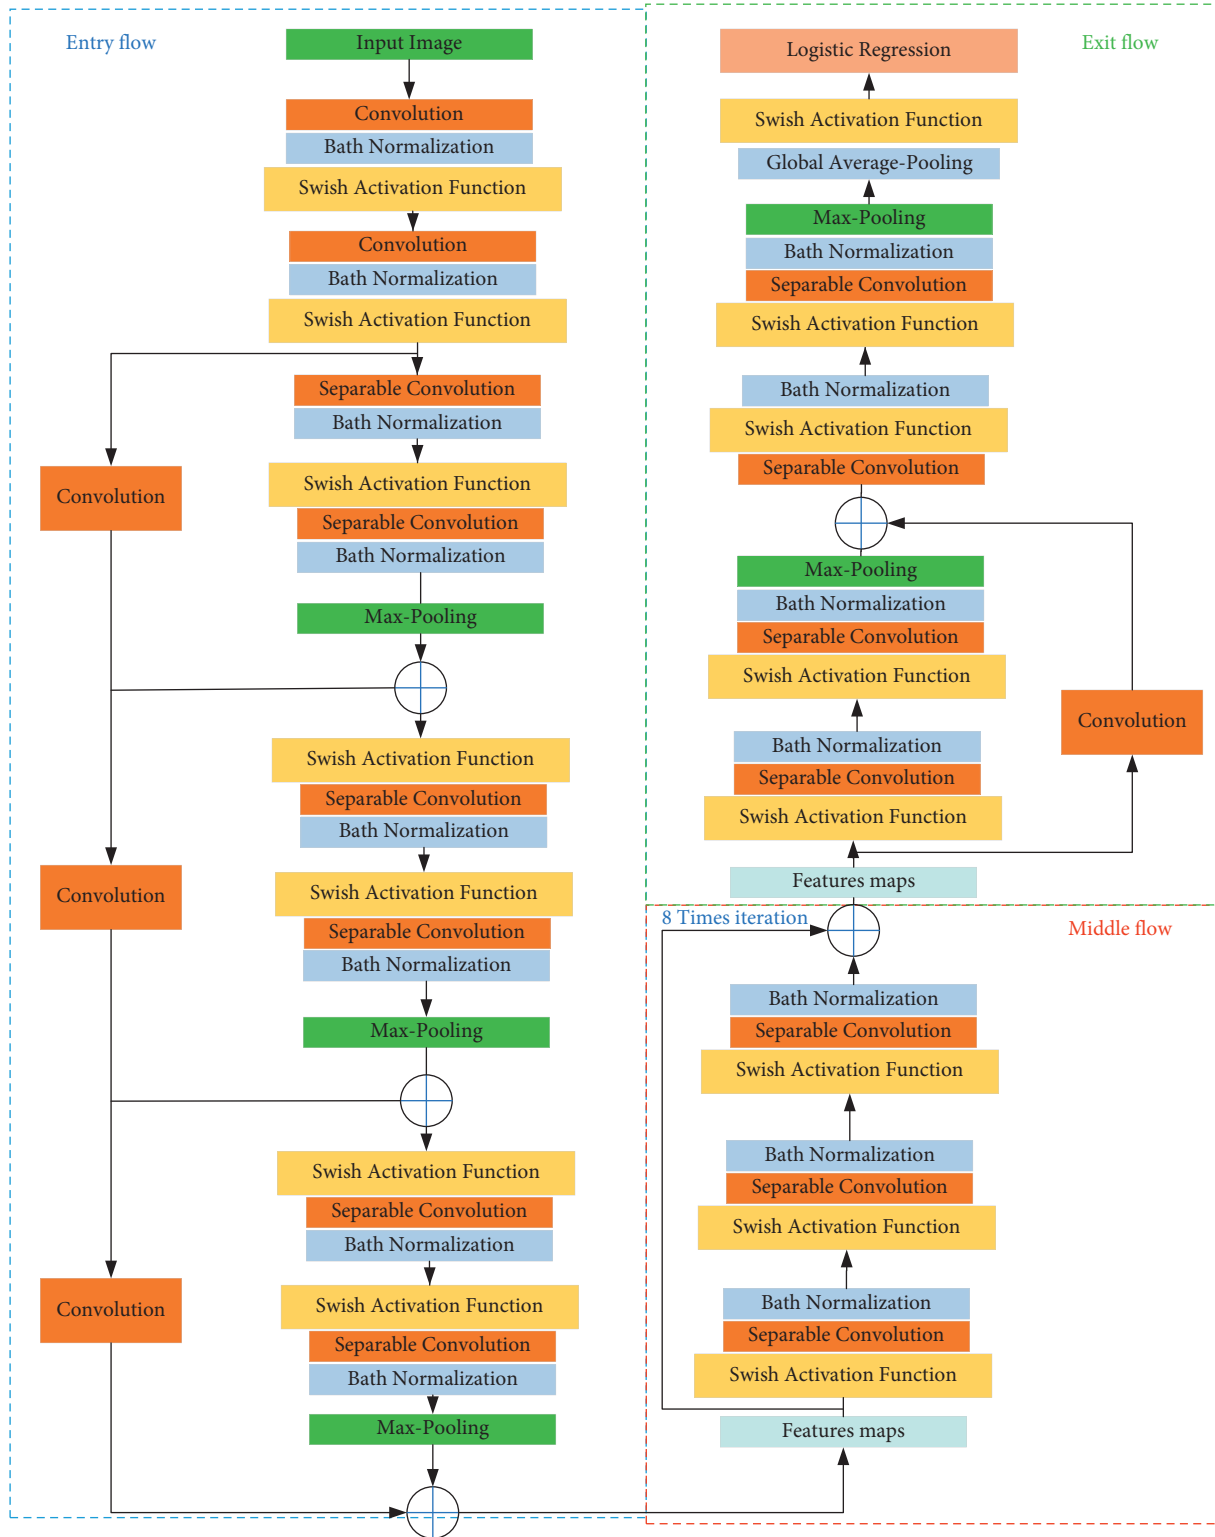 Entry flow
Input Image
Convolution
Bath Normalization
Swish Activation Function
Convolution
Bath Normalization
Swish Activation Function
Separable Convolution
Bath Normalization
Convolution
Swish Activation Function
Separable Convolution
Bath Normalization
Max-Pooling
Swish Activation Function
Separable Convolution
Bath Normalization
Convolution
Swish Activation Function
Separable Convolution
Bath Normalization
Max-Pooling
Swish Activation Function
Separable Convolution
Bath Normalization
Convolution
Swish Activation Function
Separable Convolution
Bath Normalization
Max-Pooling
Exit flow
Logistic Regression
Swish Activation Function
Global Average-Pooling
Max-Pooling
Bath Normalization
Separable Convolution
Swish Activation Function
Bath Normalization
Swish Activation Function
Separable Convolution
Max-Pooling
Bath Normalization
Separable Convolution
Swish Activation Function
Convolution
Bath Normalization
Separable Convolution
Swish Activation Function
Features maps
8 Times iteration
Middle flow
Bath Normalization
Separable Convolution
Swish Activation Function
Bath Normalization
Separable Convolution
Swish Activation Function
Bath Normalization
Separable Convolution
Swish Activation Function
Features maps